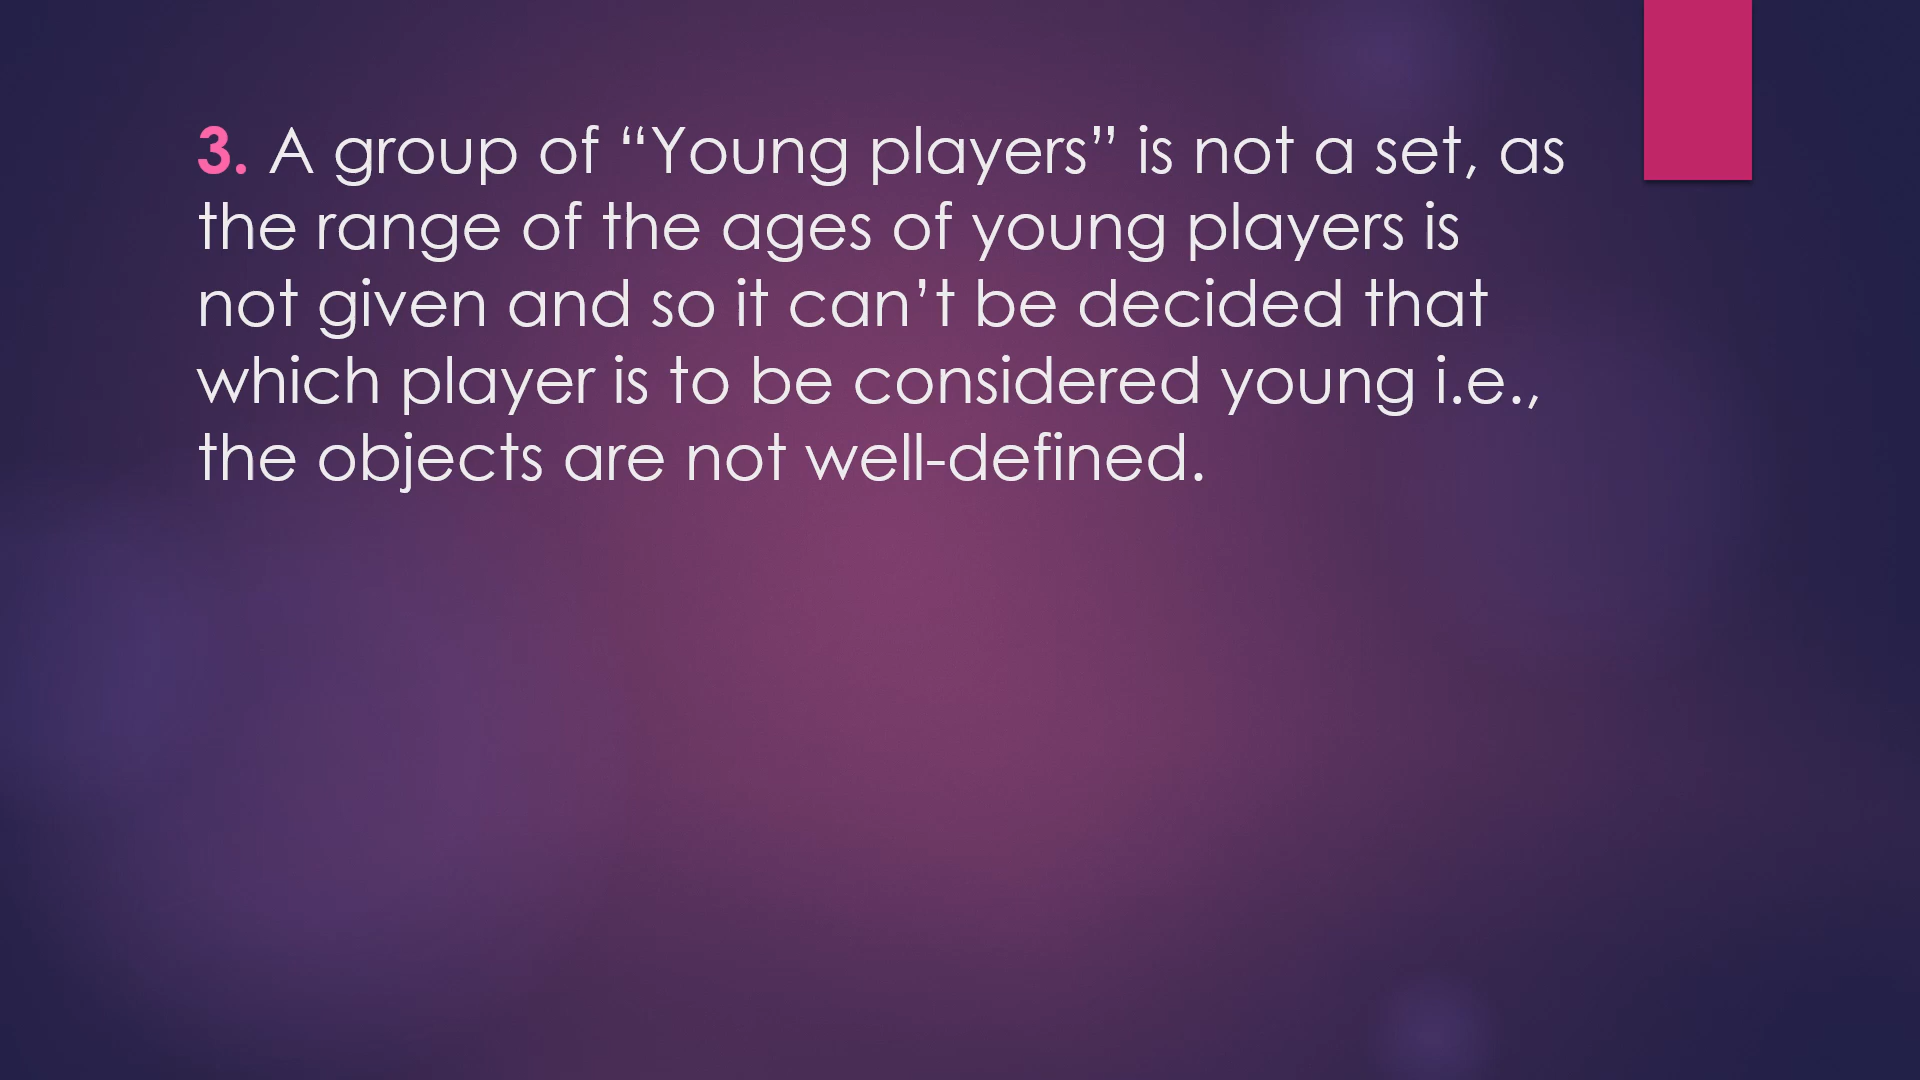 3. A group of “Young players” is not a set, as
the range of the ages of young players is
not given and so it can’t be decided that
which player is to be considered young i.e.,
the objects are not well-defined.